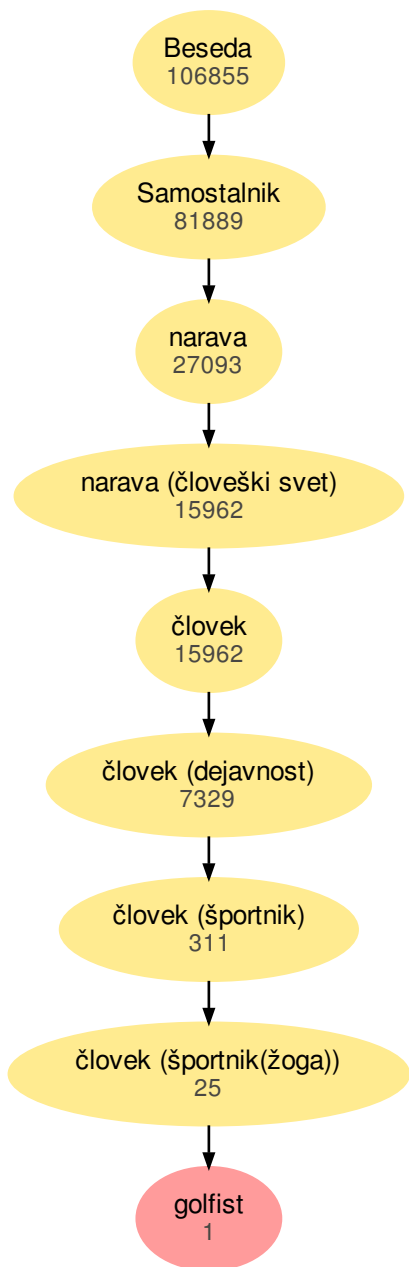 Beseda
106855
Samostalnik
81889
narava
27093
narava (človeški svet)
15962
človek
15962
človek (dejavnost)
7329
človek (športnik)
311
človek (športnik(žoga))
25
golfist
1